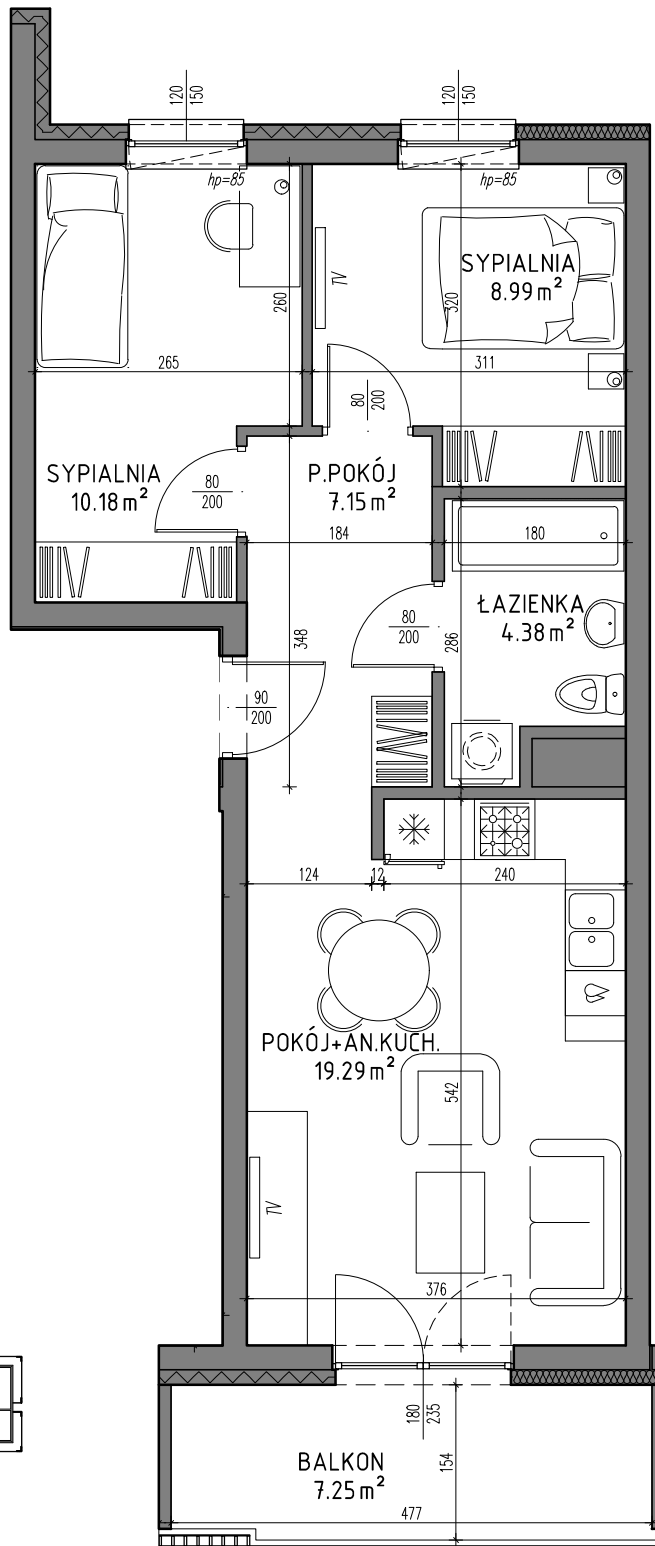 120
150
120
150
hp=85
hp=85
SYPIALNIA
8.99 m²
TV
260
320
265
311
80
200
SYPIALNIA
10.18 m²
80
200
P.POKÓJ
7.15 m²
184
180
80
200
ŁAZIENKA
4.38 m²
348
286
90
200
124
12
240
POKÓJ+AN.KUCH.
19.29 m²
542
TV
376
180
235
BALKON
7.25 m²
154
477